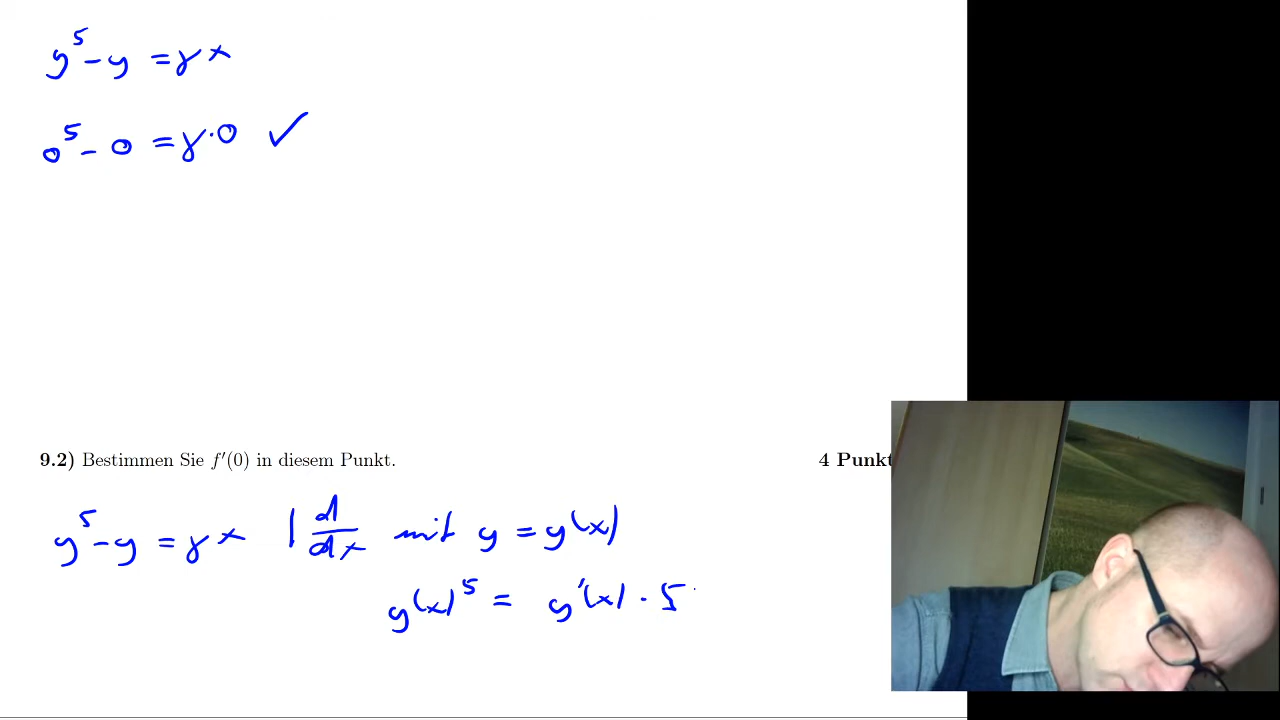 y⁵ - y = γx
0⁵ - 0 = γ·0 ✓
9.2) Bestimmen Sie f′(0) in diesem Punkt. 4 Punkt
y⁵ - y = γx | d/dx mit y = y(x)
y(x)⁵ = y′(x) · 5